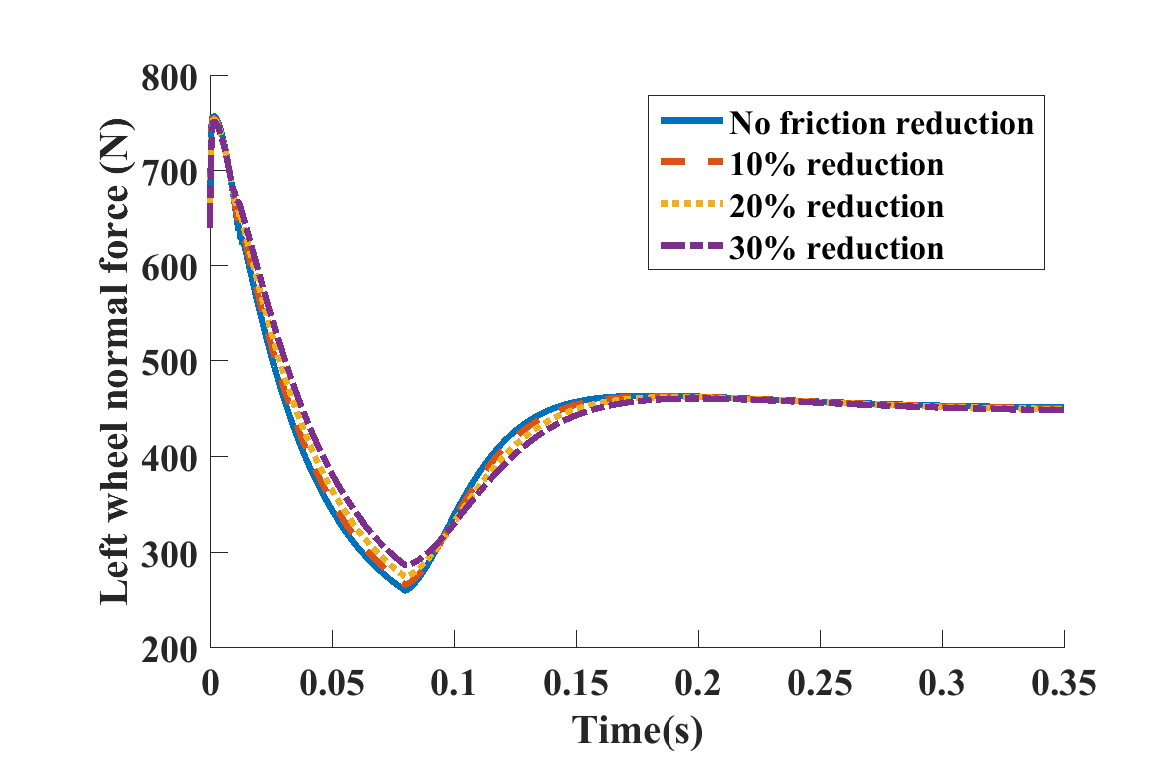 800
700
600
500
400
300
200
0
0.05
0.1
0.15
0.2
0.25
0.3
0.35
Left wheel normal force (N)
Time(s)
No friction reduction
10% reduction
20% reduction
30% reduction